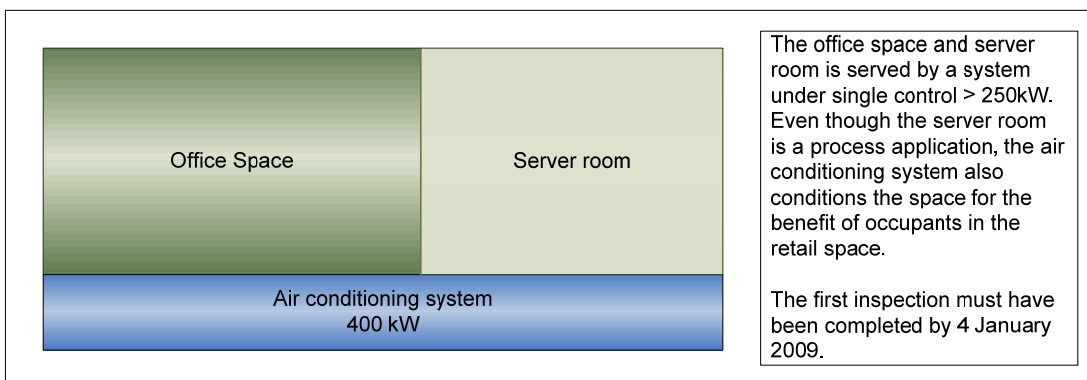 Office Space
Server room
Air conditioning system
400 kW
The office space and server
room is served by a system
under single control > 250kW.
Even though the server room
is a process application, the air
conditioning system also
conditions the space for the
benefit of occupants in the
retail space.
The first inspection must have
been completed by 4 January
2009.